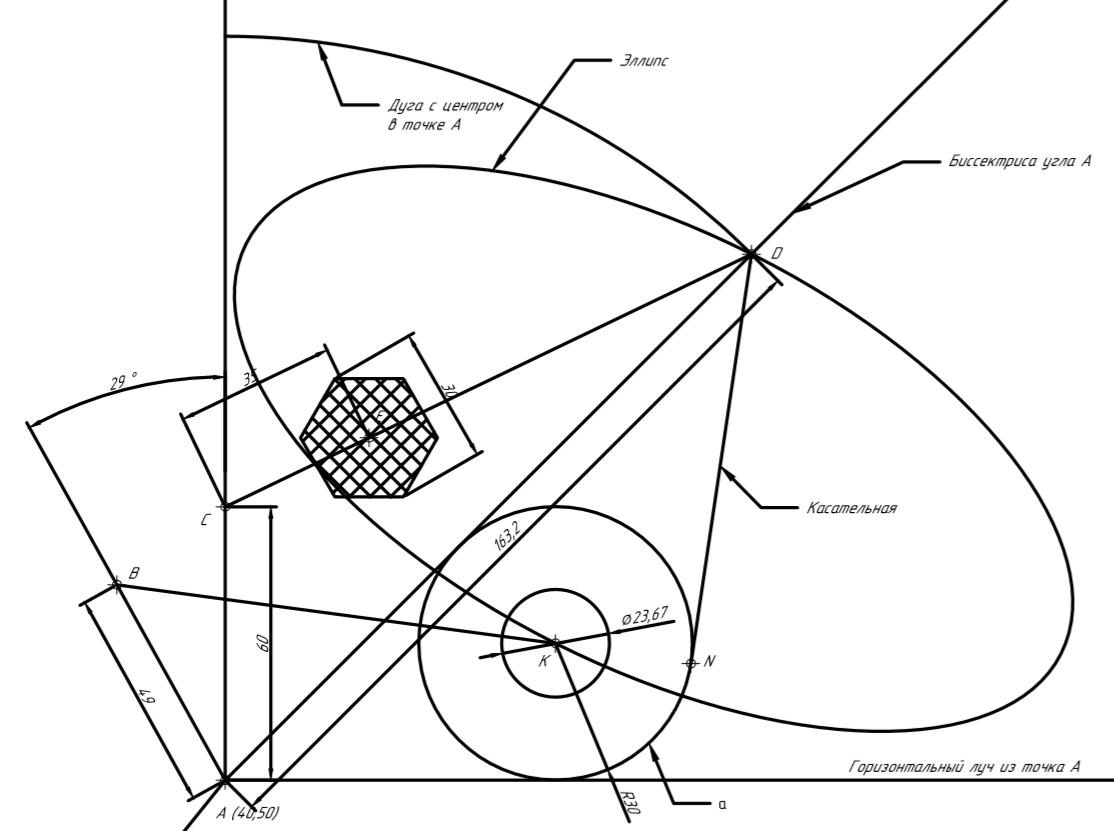 Эллипс
Дуга с центром
в точке А
Биссектриса угла А
D
29 °
35
30
E
C
Касательная
163,2
B
60
⌀23,67
K
N
49
Горизонтальный луч из точка А
А (40,50)
R30
a